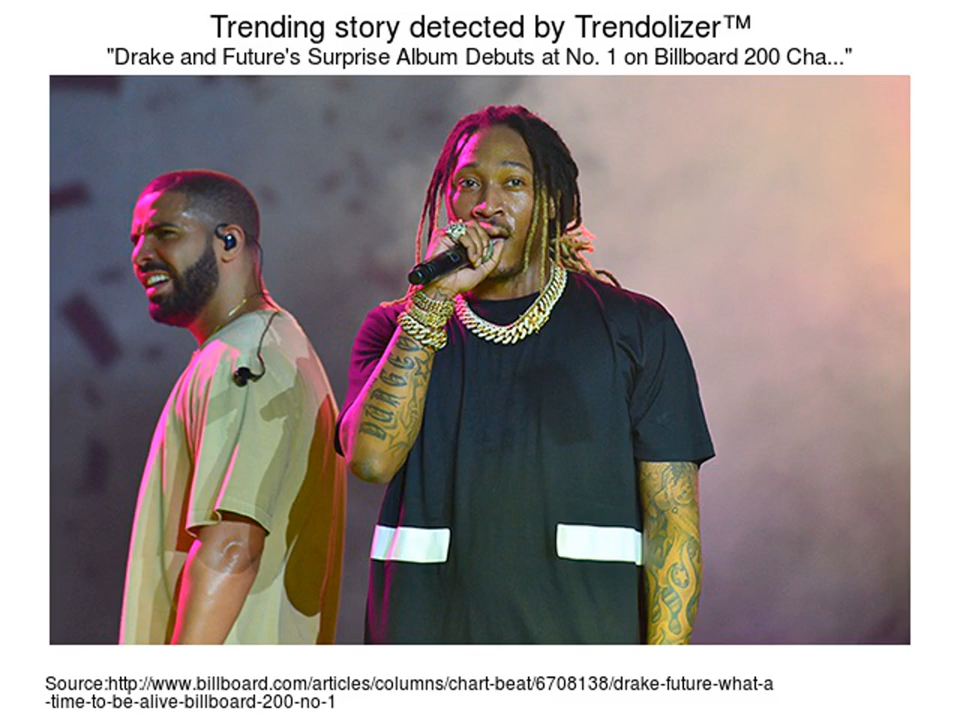 Trending story detected by Trendolizer™
"Drake and Future's Surprise Album Debuts at No. 1 on Billboard 200 Cha..."
Source:http://www.billboard.com/articles/columns/chart-beat/6708138/drake-future-what-a
-time-to-be-alive-billboard-200-no-1